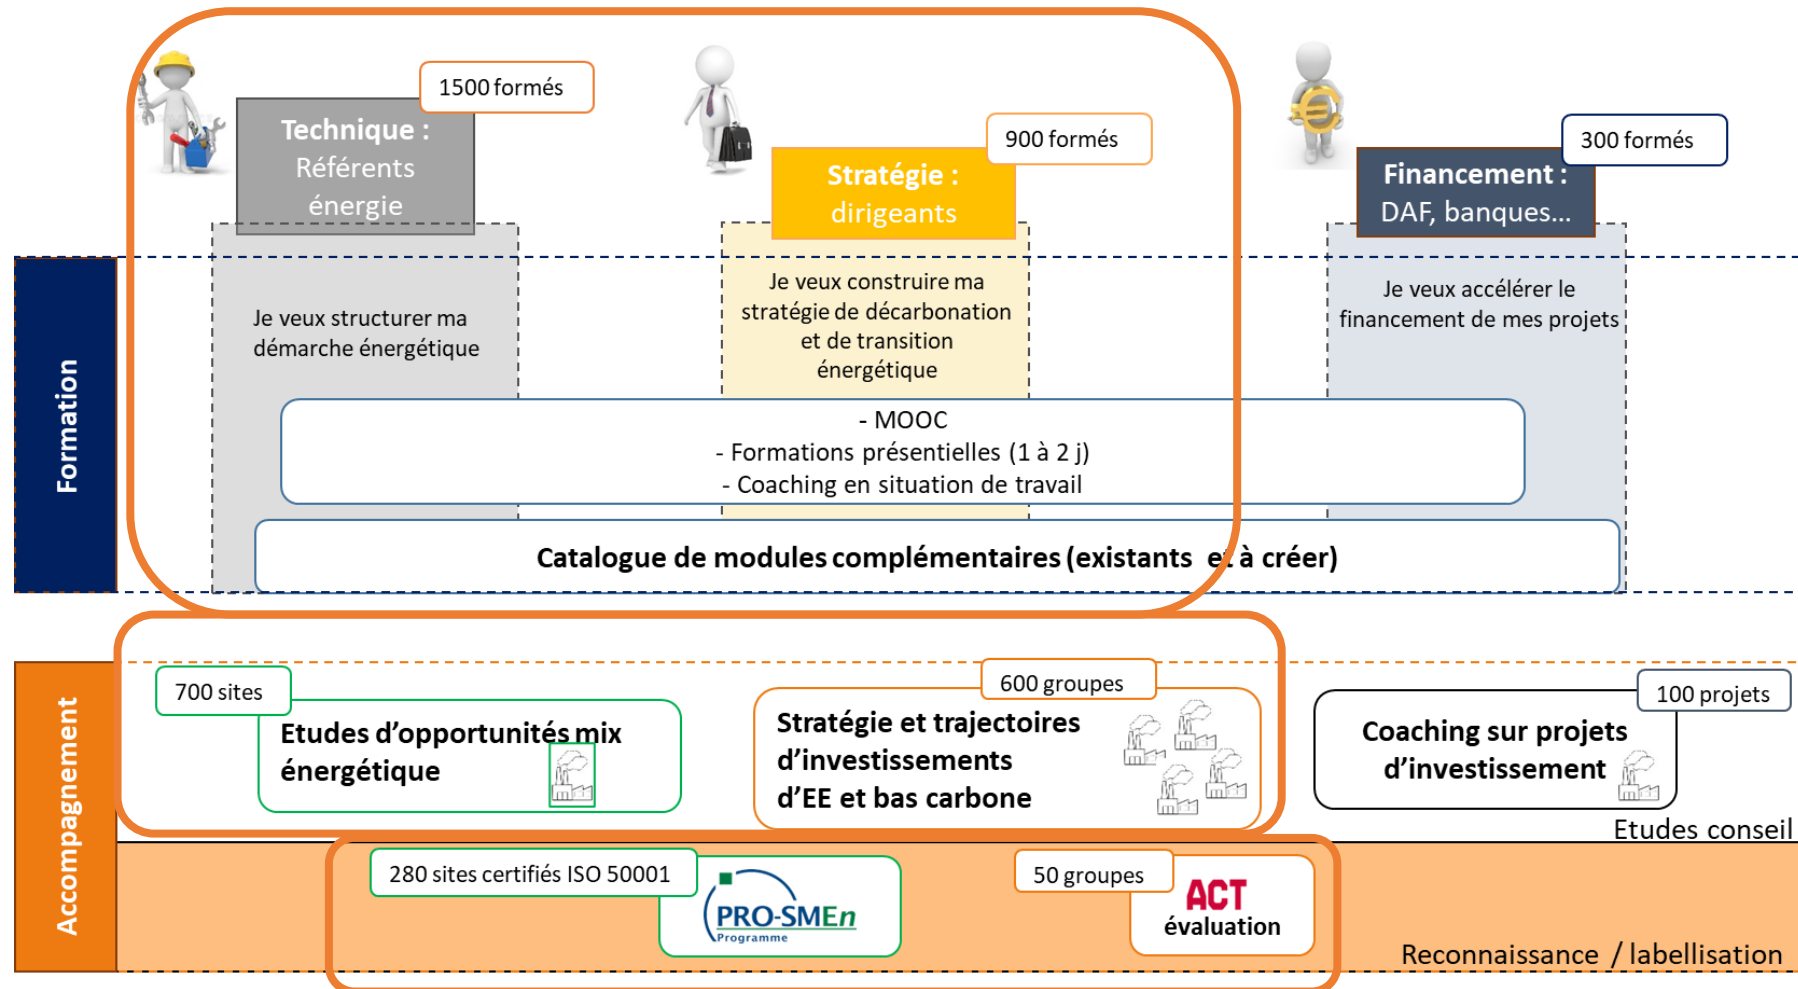 1500 formés
Technique :
Référents
énergie
900 formés
Stratégie :
dirigeants
300 formés
Financement :
DAF, banques...
Formation
Je veux structurer ma
démarche énergétique
Je veux construire ma
stratégie de décarbonation
et de transition
énergétique
Je veux accélérer le
financement de mes projets
- MOOC
- Formations présentielles (1 à 2 j)
- Coaching en situation de travail
Catalogue de modules complémentaires (existants et à créer)
Accompagnement
700 sites
Etudes d'opportunités mix
énergétique
600 groupes
Stratégie et trajectoires
d'investissements
d'EE et bas carbone
100 projets
Coaching sur projets
d'investissement
Etudes conseil
280 sites certifiés ISO 50001
PRO-SMEn
Programme
50 groupes
ACT
évaluation
Reconnaissance / labellisation